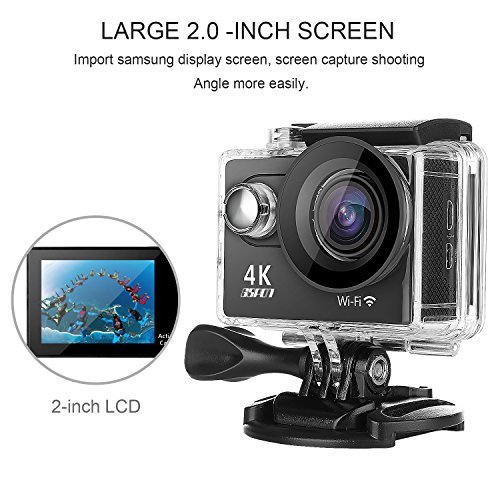 LARGE 2.0 -INCH SCREEN
Import samsung display screen, screen capture shooting
Angle more easily.
4K
Wi-Fi
2-inch LCD